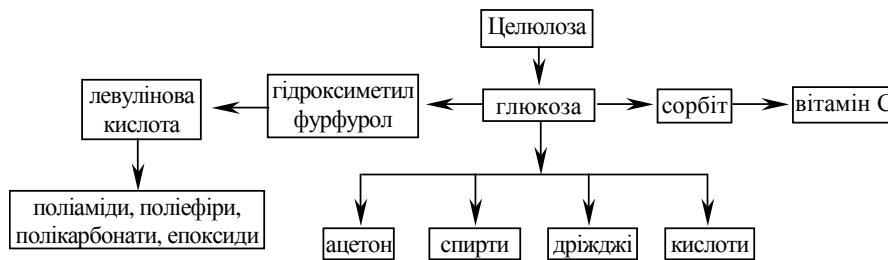 Целюлоза
левулінова
кислота
гідроксиметил
фурфурол
глюкоза
сорбіт
вітамін С
поліаміди, поліефіри,
полікарбонати, епоксиди
ацетон
спирти
дріжджі
кислоти